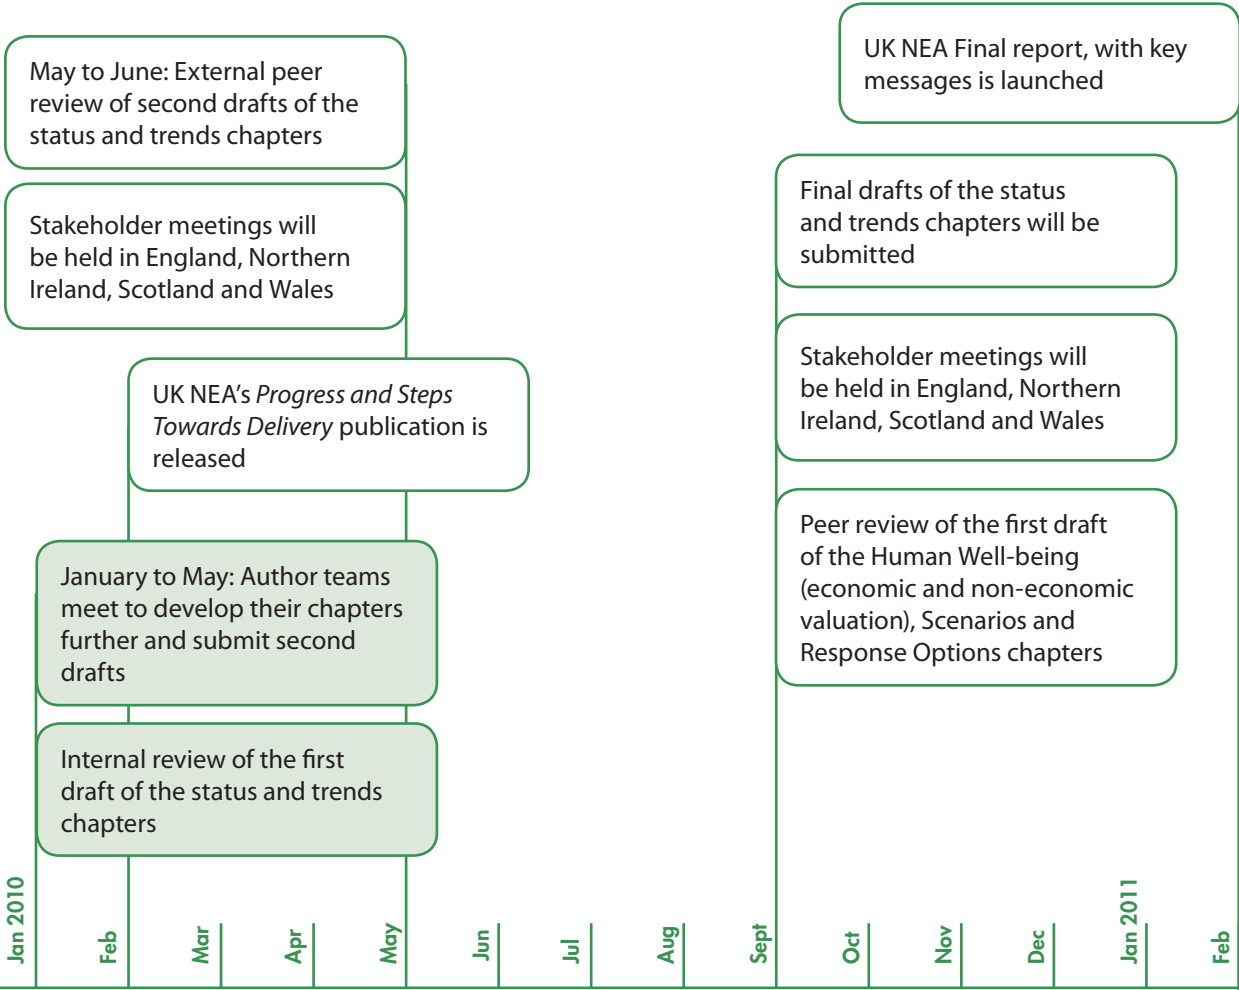 May to June: External peer
review of second drafts of the
status and trends chapters
Stakeholder meetings will
be held in England, Northern
Ireland, Scotland and Wales
UK NEA's Progress and Steps
Towards Delivery publication is
released
January to May: Author teams
meet to develop their chapters
further and submit second
drafts
Internal review of the first
draft of the status and trends
chapters
UK NEA Final report, with key
messages is launched
Final drafts of the status
and trends chapters will be
submitted
Stakeholder meetings will
be held in England, Northern
Ireland, Scotland and Wales
Peer review of the first draft
of the Human Well-being
(economic and non-economic
valuation), Scenarios and
Response Options chapters
Jan 2010
Feb
Mar
Apr
May
Jun
Jul
Aug
Sept
Oct
Nov
Dec
Jan 2011
Feb